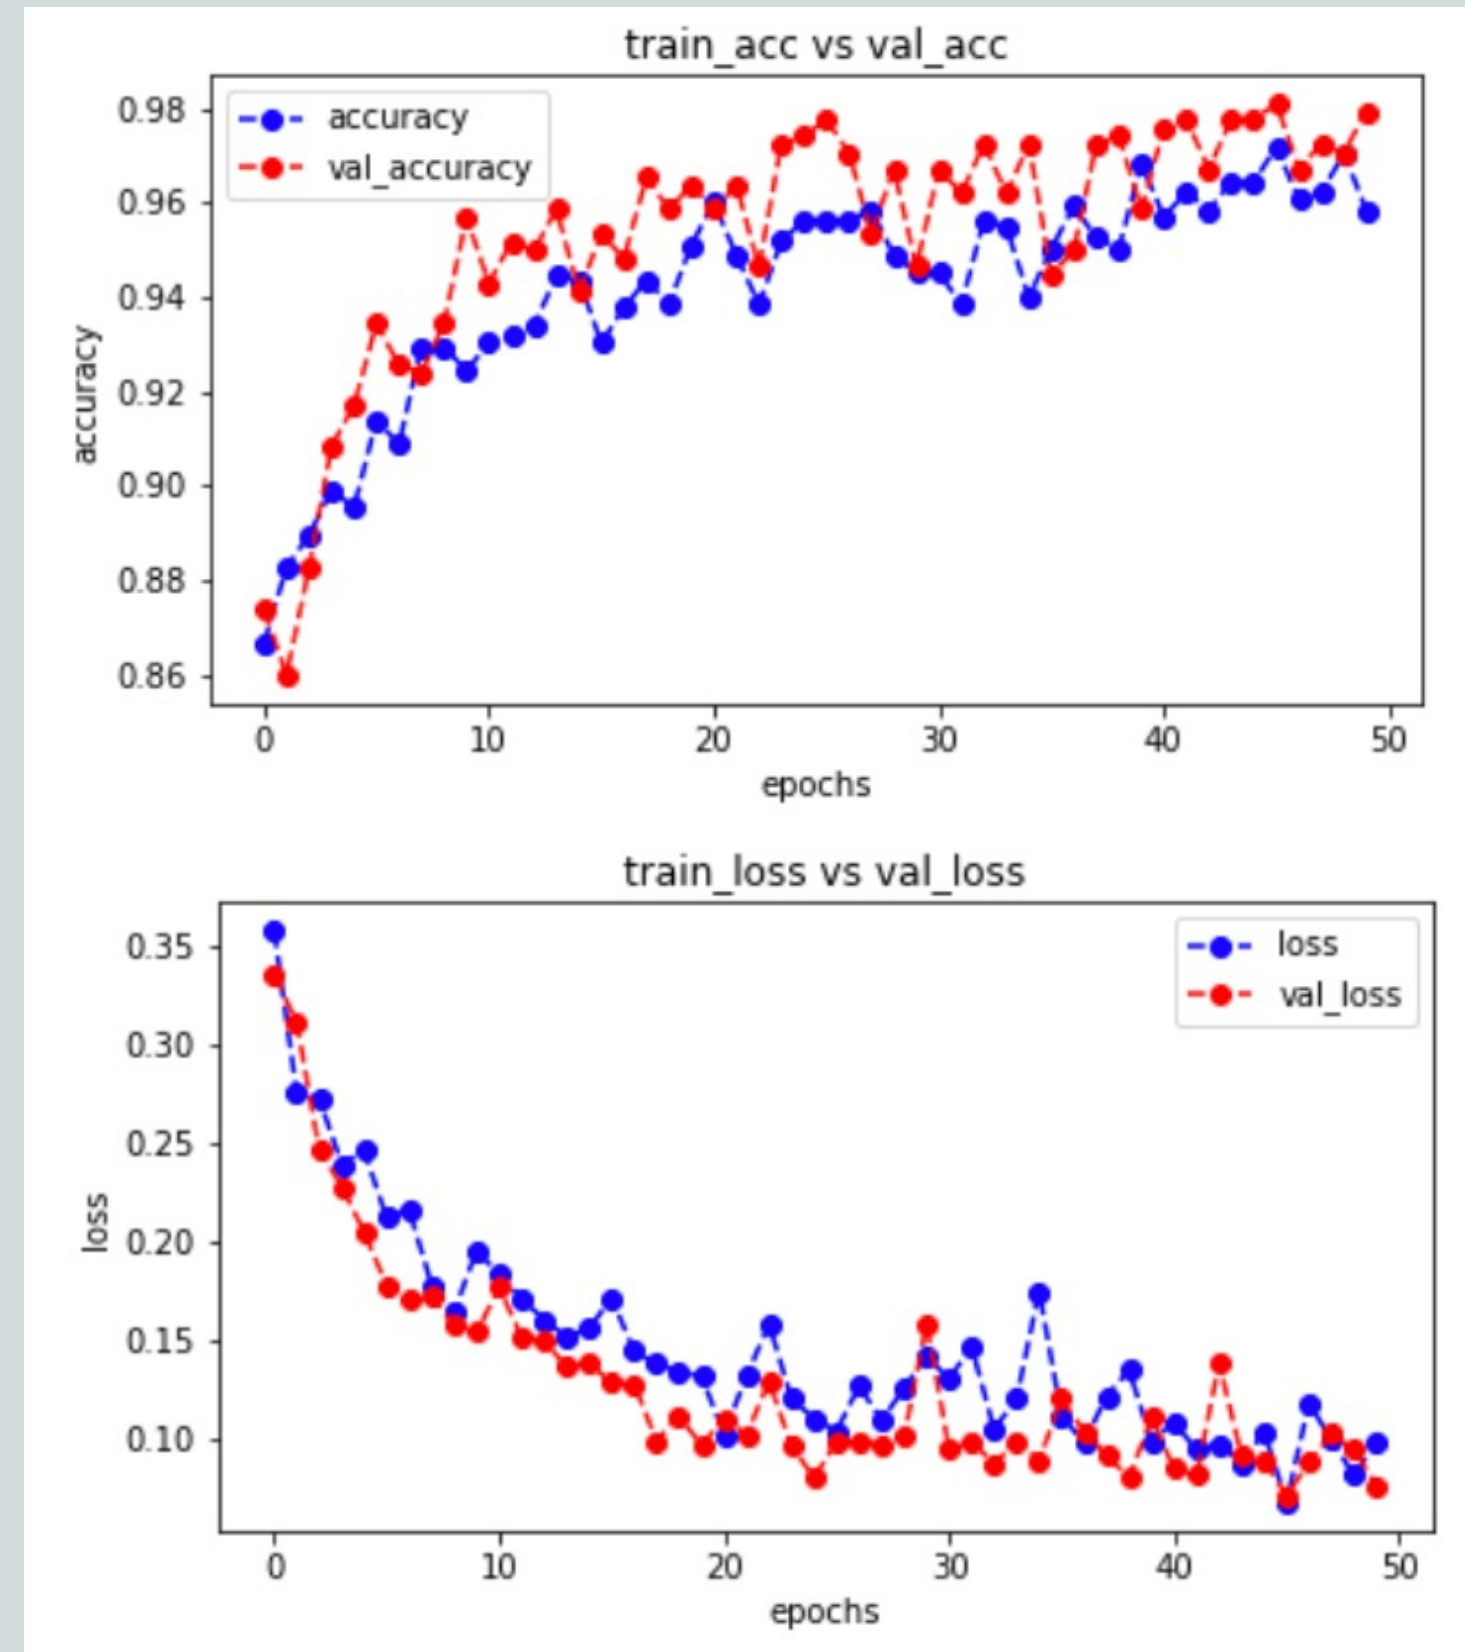 train_acc vs val_acc
accuracy
val_accuracy
0.98
0.96
0.94
0.92
0.90
0.88
0.86
accuracy
0 10 20 30 40 50
epochs
train_loss vs val_loss
loss
val_loss
0.35
0.30
0.25
0.20
0.15
0.10
loss
0 10 20 30 40 50
epochs